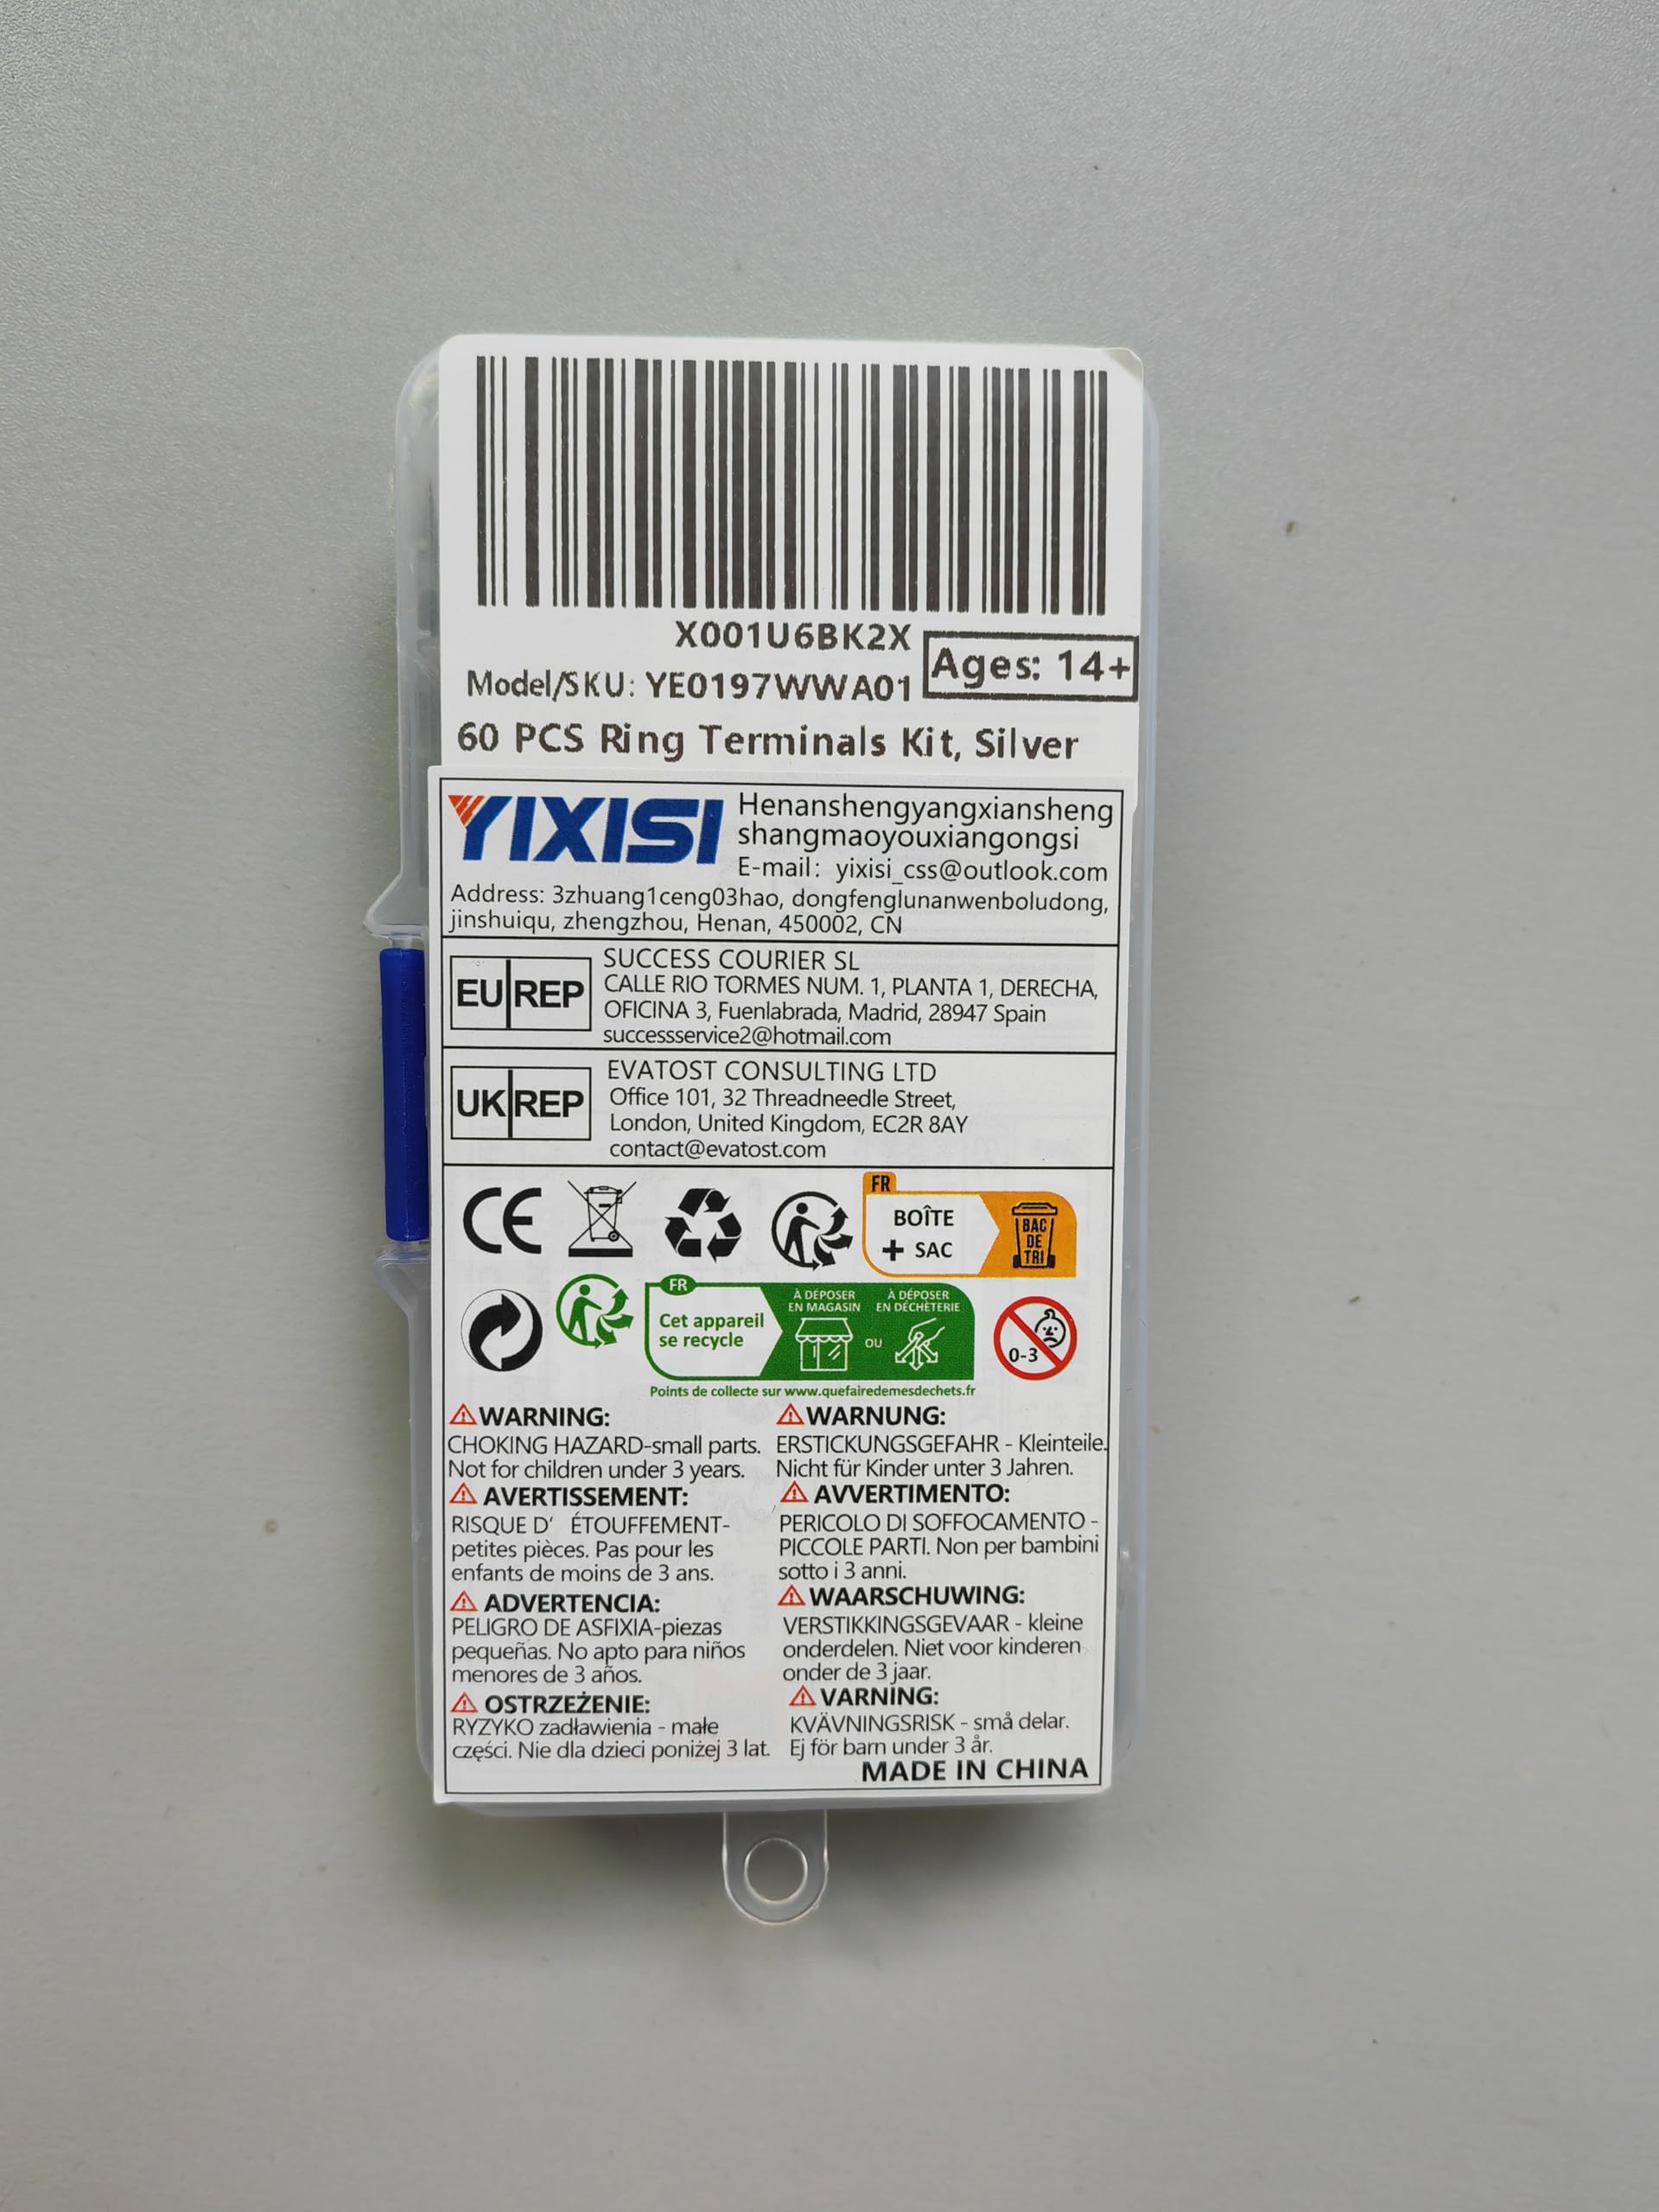 X001U6BK2X
Model/SKU: YE0197WWA01
Ages: 14+
60 PCS Ring Terminals Kit, Silver
YIXISI
Henanshengyangxiansheng
shangmaoyouxiangongsi
E-mail: yixisi_css@outlook.com
Address: 3zhuang1ceng03hao, dongfenglunanwenboludong,
jinshuiqu, zhengzhou, Henan, 450002, CN
EU REP
SUCCESS COURIER SL
CALLE RIO TORMES NUM. 1, PLANTA 1, DERECHA,
OFICINA 3, Fuenlabrada, Madrid, 28947 Spain
successservice2@hotmail.com
UK REP
EVATOST CONSULTING LTD
Office 101, 32 Threadneedle Street,
London, United Kingdom, EC2R 8AY
contact@evatost.com
CE
FR
BOÎTE
+ SAC
BAC
DE
TRI
FR
Cet appareil
se recycle
À DÉPOSER
EN MAGASIN
OU
À DÉPOSER
EN DÉCHÈTERIE
Points de collecte sur www.quefairedemesdechets.fr
0-3
WARNING:
CHOKING HAZARD-small parts.
Not for children under 3 years.
WARNUNG:
ERSTICKUNGSGEFAHR - Kleinteile.
Nicht für Kinder unter 3 Jahren.
AVERTISSEMENT:
RISQUE D' ÉTOUFFEMENT-
petites pièces. Pas pour les
enfants de moins de 3 ans.
AVVERTIMENTO:
PERICOLO DI SOFFOCAMENTO -
PICCOLE PARTI. Non per bambini
sotto i 3 anni.
ADVERTENCIA:
PELIGRO DE ASFIXIA-piezas
pequeñas. No apto para niños
menores de 3 años.
WAARSCHUWING:
VERSTIKKINGSGEVAAR - kleine
onderdelen. Niet voor kinderen
onder de 3 jaar.
OSTRZEŻENIE:
RYZYKO zadławienia - małe
części. Nie dla dzieci poniżej 3 lat.
VARNING:
KVÄVNINGSRISK - små delar.
Ej för barn under 3 år.
MADE IN CHINA